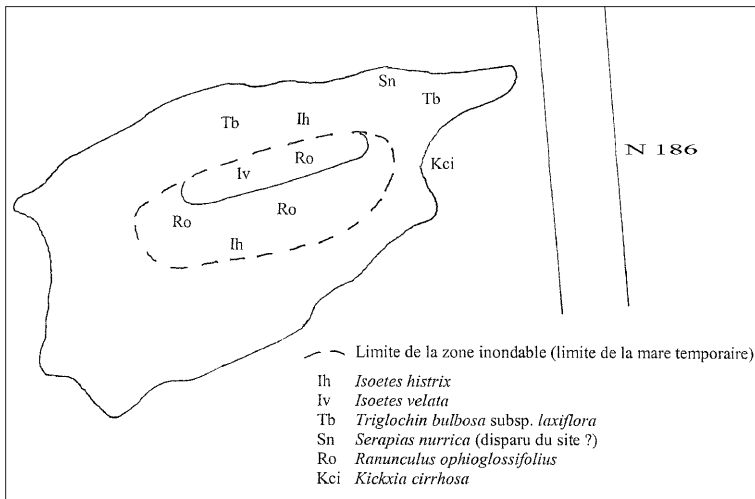 Sn
Tb
Tb
Ih
Ro
Iv
Kci
N 186
Ro
Ro
Ih
Limite de la zone inondable (limite de la mare temporaire)
Ih Isoetes histrix
Iv Isoetes velata
Tb Triglochin bulbosa subsp. laxiflora
Sn Serapias nurrica (disparu du site ?)
Ro Ranunculus ophioglossifolius
Kci Kickxia cirrhosa